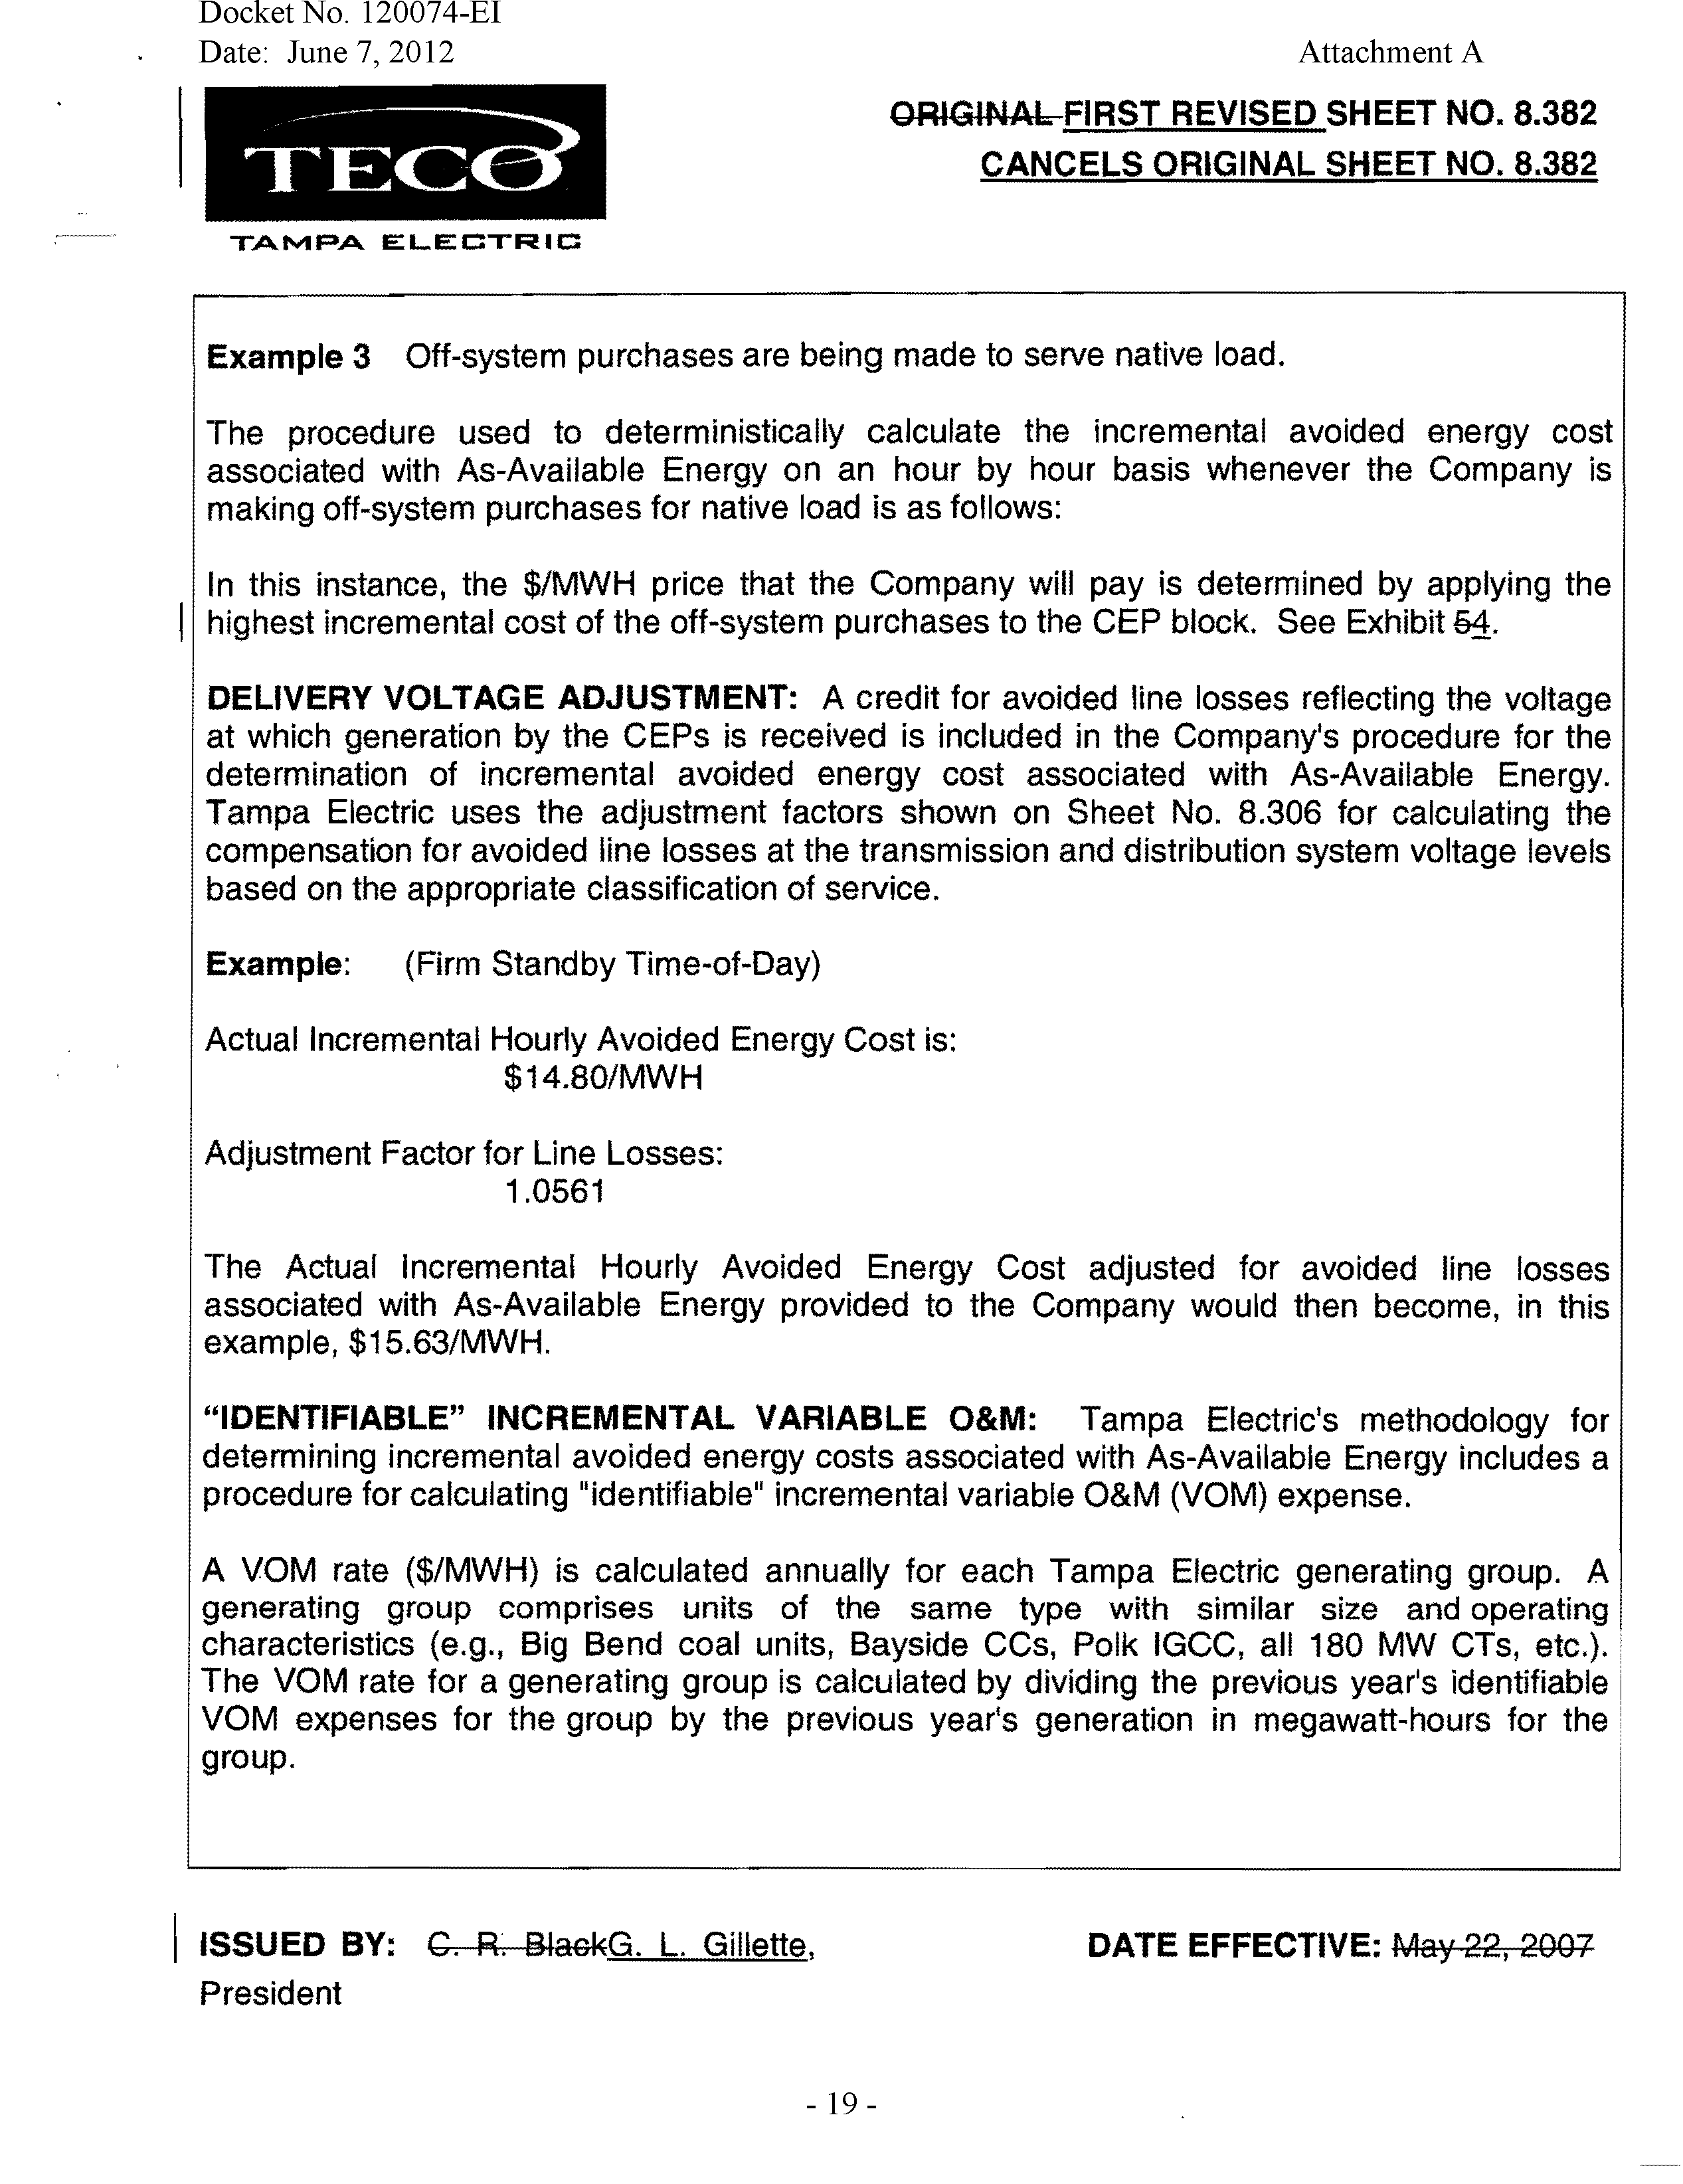 Docket No. 120074-EI
Date: June 7, 2012
Attachment A
TECO
TAMPA ELECTRIC
ORIGINAL FIRST REVISED SHEET NO. 8.382
CANCELS ORIGINAL SHEET NO. 8.382
Example 3 Off-system purchases are being made to serve native load.
The procedure used to deterministically calculate the incremental avoided energy cost
associated with As-Available Energy on an hour by hour basis whenever the Company is
making off-system purchases for native load is as follows:
In this instance, the $/MWH price that the Company will pay is determined by applying the
highest incremental cost of the off-system purchases to the CEP block. See Exhibit 54.
DELIVERY VOLTAGE ADJUSTMENT: A credit for avoided line losses reflecting the voltage
at which generation by the CEPs is received is included in the Company's procedure for the
determination of incremental avoided energy cost associated with As-Available Energy.
Tampa Electric uses the adjustment factors shown on Sheet No. 8.306 for calculating the
compensation for avoided line losses at the transmission and distribution system voltage levels
based on the appropriate classification of service.
Example: (Firm Standby Time-of-Day)
Actual Incremental Hourly Avoided Energy Cost is:
$14.80/MWH
Adjustment Factor for Line Losses:
1.0561
The Actual Incremental Hourly Avoided Energy Cost adjusted for avoided line losses
associated with As-Available Energy provided to the Company would then become, in this
example, $15.63/MWH.
“IDENTIFIABLE” INCREMENTAL VARIABLE O&M: Tampa Electric's methodology for
determining incremental avoided energy costs associated with As-Available Energy includes a
procedure for calculating "identifiable" incremental variable O&M (VOM) expense.
A VOM rate ($/MWH) is calculated annually for each Tampa Electric generating group. A
generating group comprises units of the same type with similar size and operating
characteristics (e.g., Big Bend coal units, Bayside CCs, Polk IGCC, all 180 MW CTs, etc.).
The VOM rate for a generating group is calculated by dividing the previous year's identifiable
VOM expenses for the group by the previous year's generation in megawatt-hours for the
group.
ISSUED BY: C. R. BlackG. L. Gillette,
President
DATE EFFECTIVE: May 22, 2007
- 19 -